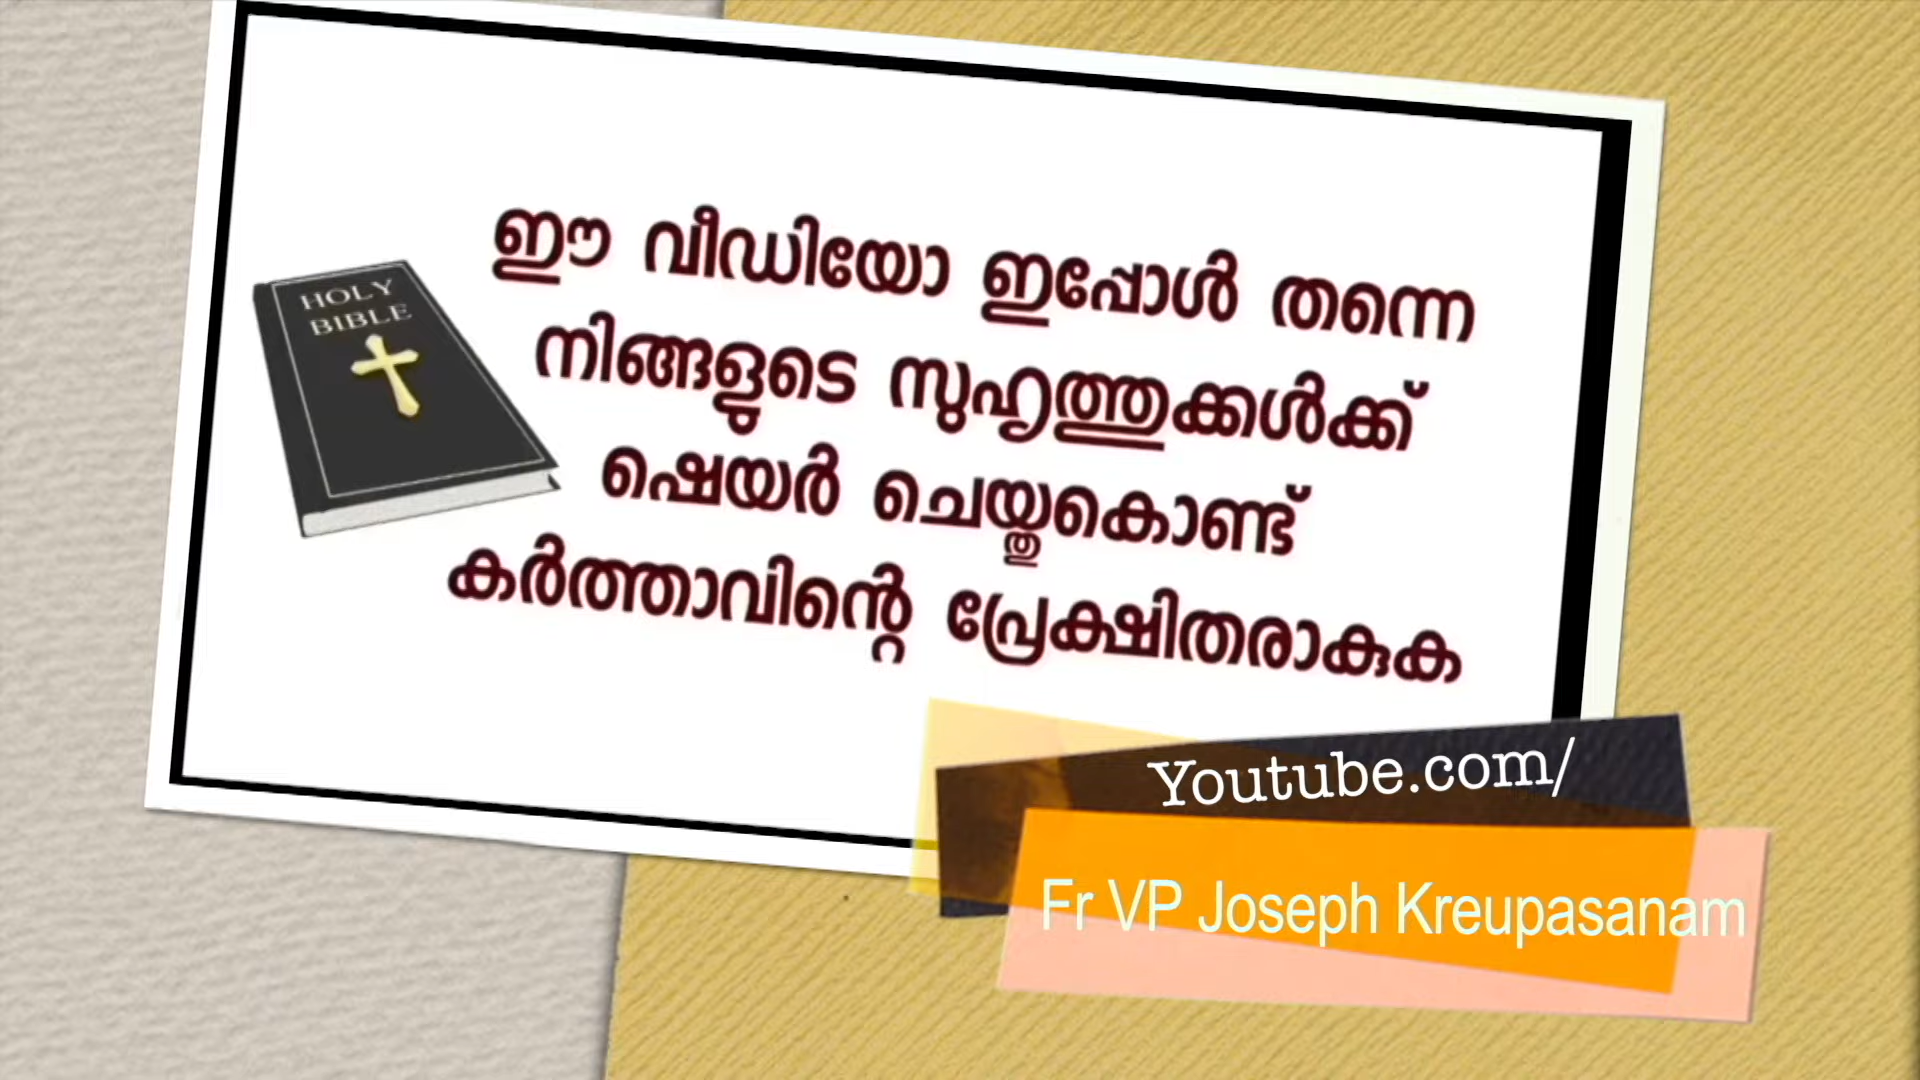 HOLY
BIBLE
ഈ വീഡിയോ ഇപ്പോൾ തന്നെ
നിങ്ങളുടെ സുഹൃത്തുക്കൾക്ക്
ഷെയർ ചെയ്തുകൊണ്ട്
കർത്താവിന്റെ പ്രേക്ഷിതരാകുക
Youtube.com/
Fr VP Joseph Kreupasanam